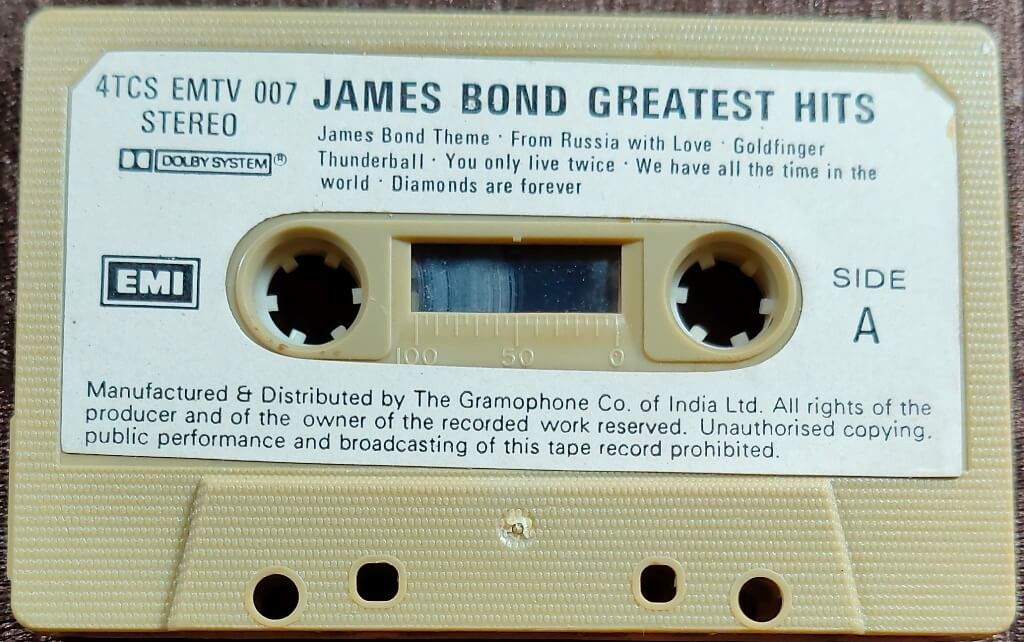 4TCS EMTV 007 JAMES BOND GREATEST HITS
STEREO
DOLBY SYSTEM®
James Bond Theme · From Russia with Love · Goldfinger
Thunderball · You only live twice · We have all the time in the
world · Diamonds are forever
EMI
SIDE
A
100 50 0
Manufactured & Distributed by The Gramophone Co. of India Ltd. All rights of the
producer and of the owner of the recorded work reserved. Unauthorised copying,
public performance and broadcasting of this tape record prohibited.